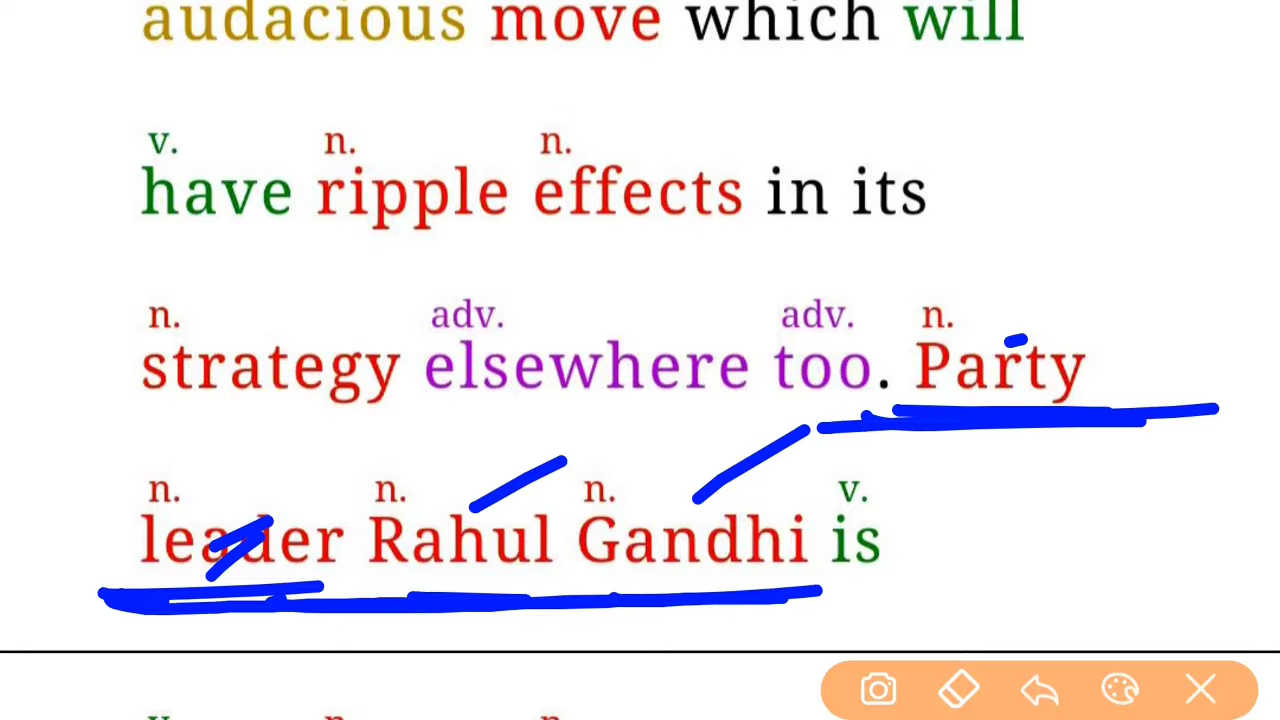 audacious move which will
v. n. n.
have ripple effects in its
n. adv. adv. n.
strategy elsewhere too. Party
n. n. n. v.
leader Rahul Gandhi is